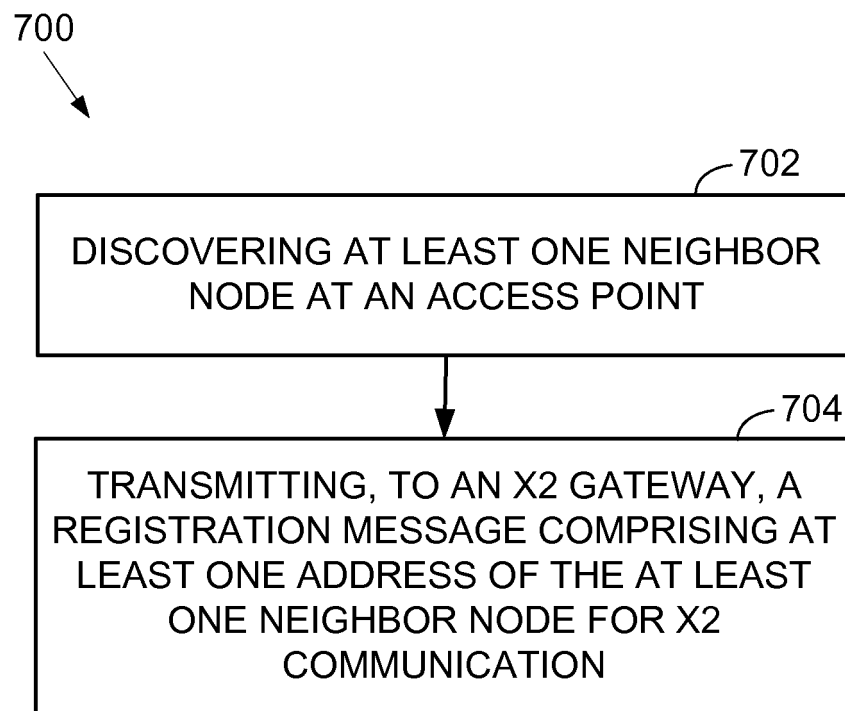 700
702
DISCOVERING AT LEAST ONE NEIGHBOR
NODE AT AN ACCESS POINT
704
TRANSMITTING, TO AN X2 GATEWAY, A
REGISTRATION MESSAGE COMPRISING AT
LEAST ONE ADDRESS OF THE AT LEAST
ONE NEIGHBOR NODE FOR X2
COMMUNICATION